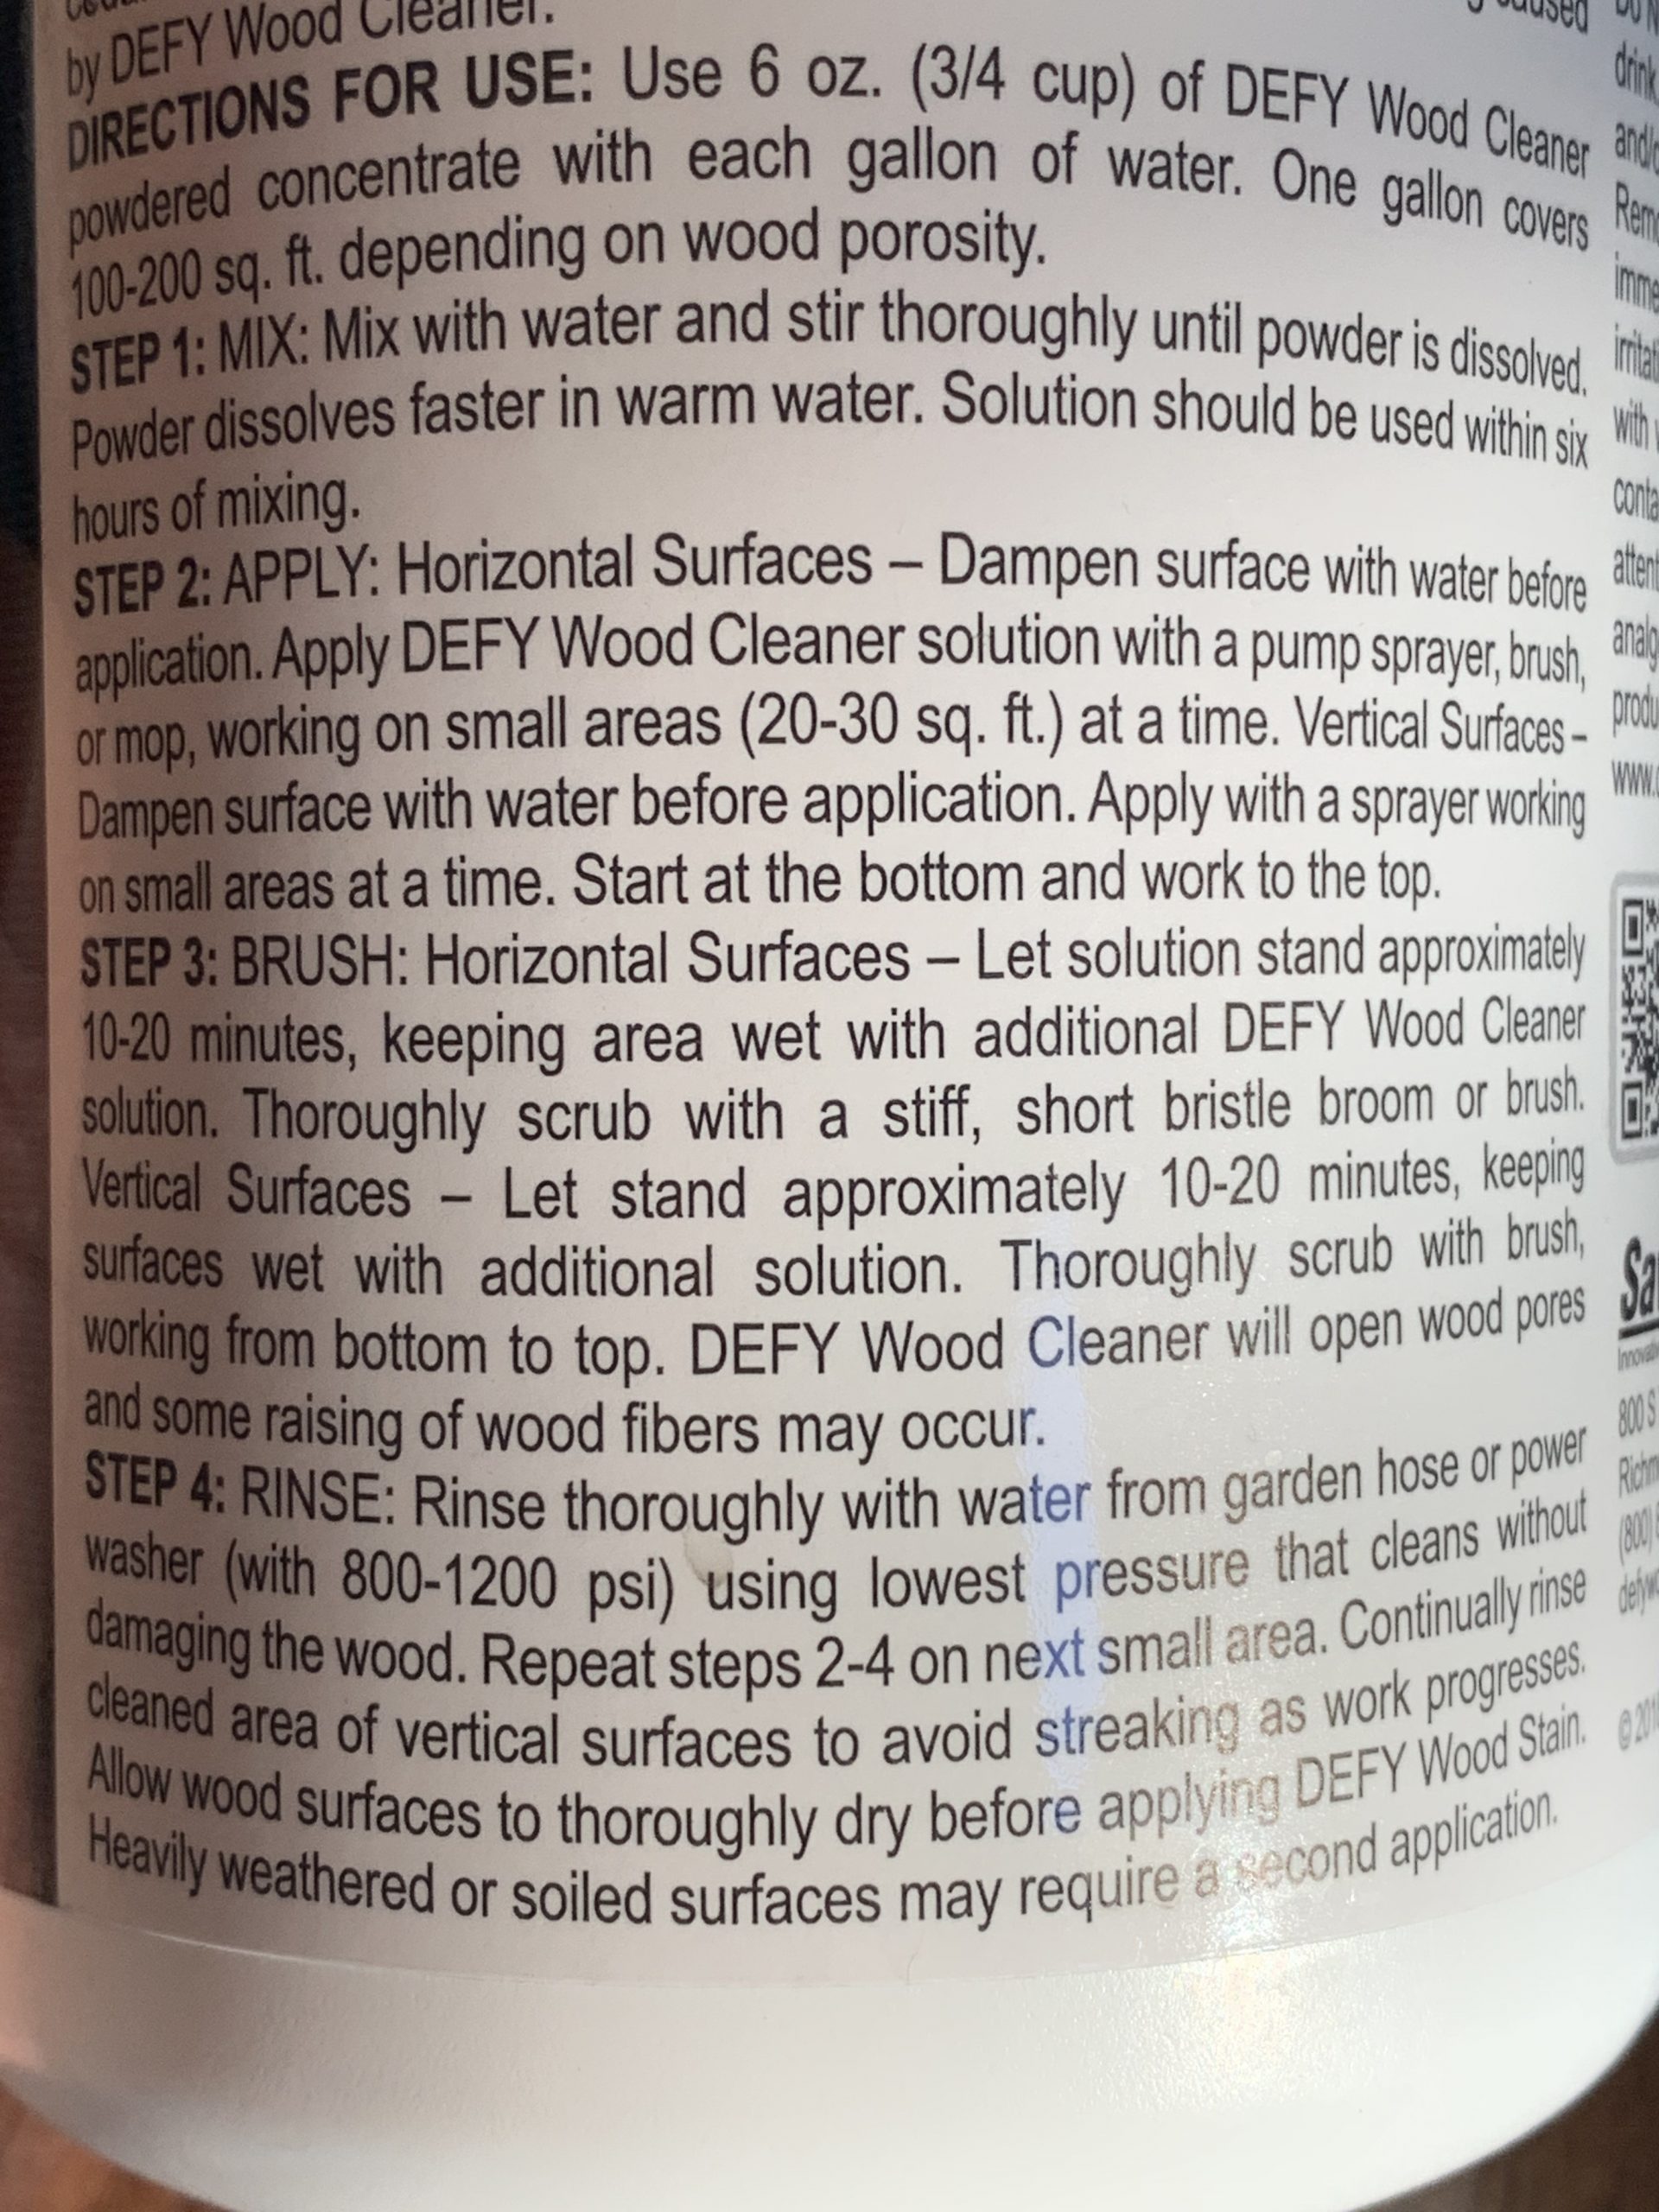 by DEFY Wood Cleaner.
DIRECTIONS FOR USE: Use 6 oz. (3/4 cup) of DEFY Wood Cleaner
powdered concentrate with each gallon of water. One gallon covers
100-200 sq. ft. depending on wood porosity.
STEP 1: MIX: Mix with water and stir thoroughly until powder is dissolved.
Powder dissolves faster in warm water. Solution should be used within six
hours of mixing.
STEP 2: APPLY: Horizontal Surfaces – Dampen surface with water before
application. Apply DEFY Wood Cleaner solution with a pump sprayer, brush,
or mop, working on small areas (20-30 sq. ft.) at a time. Vertical Surfaces –
Dampen surface with water before application. Apply with a sprayer working
on small areas at a time. Start at the bottom and work to the top.
STEP 3: BRUSH: Horizontal Surfaces – Let solution stand approximately
10-20 minutes, keeping area wet with additional DEFY Wood Cleaner
solution. Thoroughly scrub with a stiff, short bristle broom or brush.
Vertical Surfaces – Let stand approximately 10-20 minutes, keeping
surfaces wet with additional solution. Thoroughly scrub with brush,
working from bottom to top. DEFY Wood Cleaner will open wood pores
and some raising of wood fibers may occur.
STEP 4: RINSE: Rinse thoroughly with water from garden hose or power
washer (with 800-1200 psi) using lowest pressure that cleans without
damaging the wood. Repeat steps 2-4 on next small area. Continually rinse
cleaned area of vertical surfaces to avoid streaking as work progresses.
Allow wood surfaces to thoroughly dry before applying DEFY Wood Stain.
Heavily weathered or soiled surfaces may require a second application.
drink
with
800 S